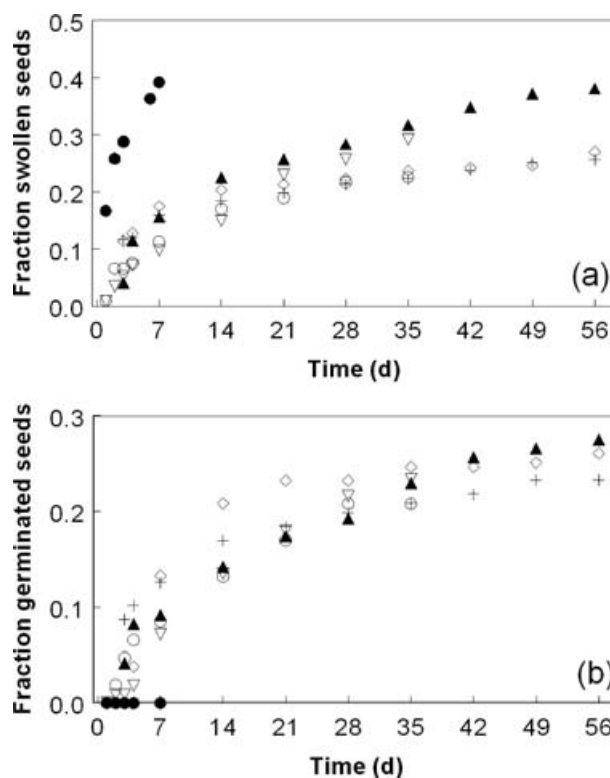 Fraction swollen seeds
0.5
0.4
0.3
0.2
0.1
0.0
(a)
0 7 14 21 28 35 42 49 56
Time (d)
Fraction germinated seeds
0.3
0.2
0.1
0.0
(b)
0 7 14 21 28 35 42 49 56
Time (d)